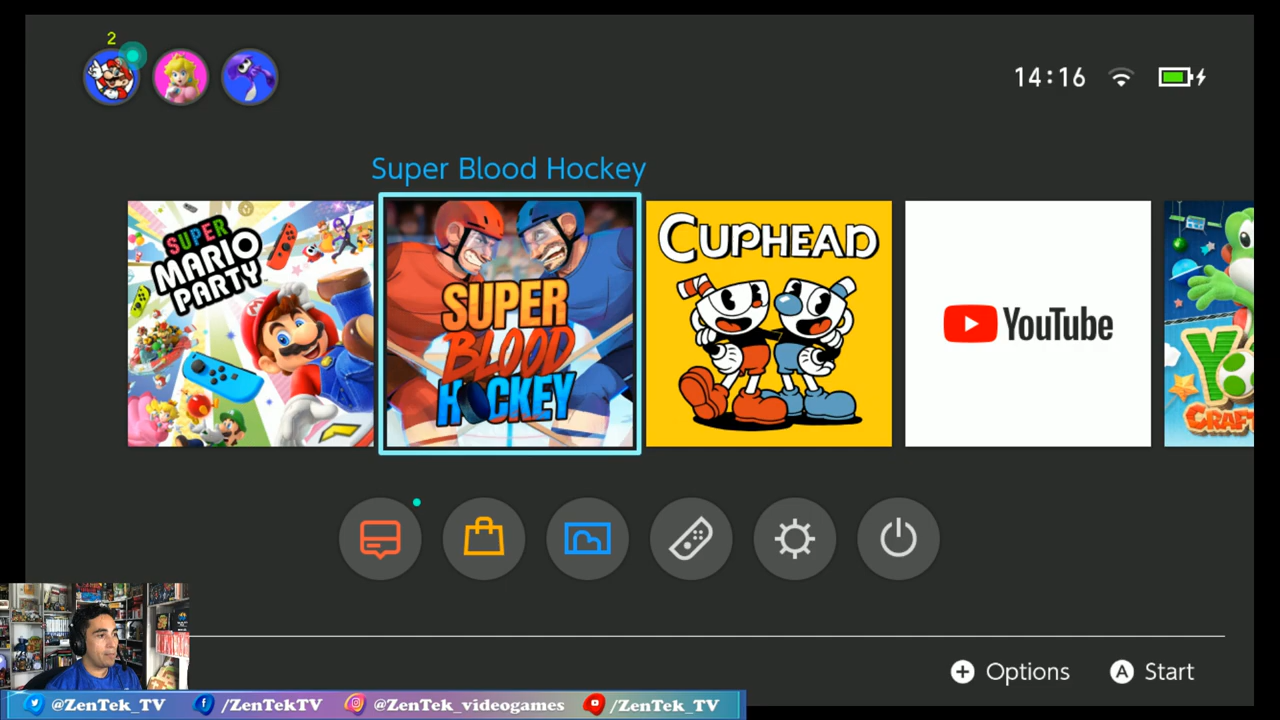 2
14:16
Super Blood Hockey
SUPER
MARIO
PARTY
SUPER
BLOOD
HOCKEY
CUPHEAD
YouTube
CRAFT
Options
A Start
@ZenTek_TV /ZenTekTV @ZenTek_videogames /ZenTek_TV